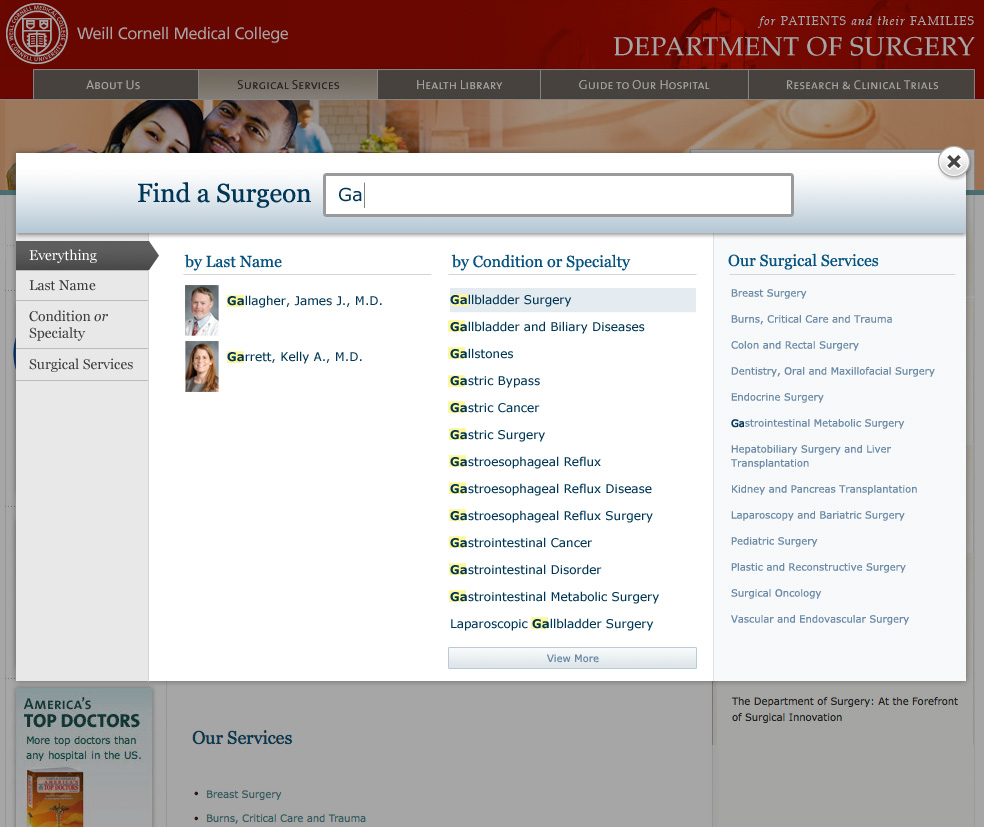 Weill Cornell Medical College
for PATIENTS and their FAMILIES
DEPARTMENT OF SURGERY
ABOUT US
SURGICAL SERVICES
HEALTH LIBRARY
GUIDE TO OUR HOSPITAL
RESEARCH & CLINICAL TRIALS
Find a Surgeon
Ga
Everything
Last Name
Condition or
Specialty
Surgical Services
by Last Name
Gallagher, James J., M.D.
Garrett, Kelly A., M.D.
by Condition or Specialty
Gallbladder Surgery
Gallbladder and Biliary Diseases
Gallstones
Gastric Bypass
Gastric Cancer
Gastric Surgery
Gastroesophageal Reflux
Gastroesophageal Reflux Disease
Gastroesophageal Reflux Surgery
Gastrointestinal Cancer
Gastrointestinal Disorder
Gastrointestinal Metabolic Surgery
Laparoscopic Gallbladder Surgery
View More
Our Surgical Services
Breast Surgery
Burns, Critical Care and Trauma
Colon and Rectal Surgery
Dentistry, Oral and Maxillofacial Surgery
Endocrine Surgery
Gastrointestinal Metabolic Surgery
Hepatobiliary Surgery and Liver
Transplantation
Kidney and Pancreas Transplantation
Laparoscopy and Bariatric Surgery
Pediatric Surgery
Plastic and Reconstructive Surgery
Surgical Oncology
Vascular and Endovascular Surgery
AMERICA'S
TOP DOCTORS
More top doctors than
any hospital in the US.
Our Services
• Breast Surgery
• Burns, Critical Care and Trauma
The Department of Surgery: At the Forefront
of Surgical Innovation